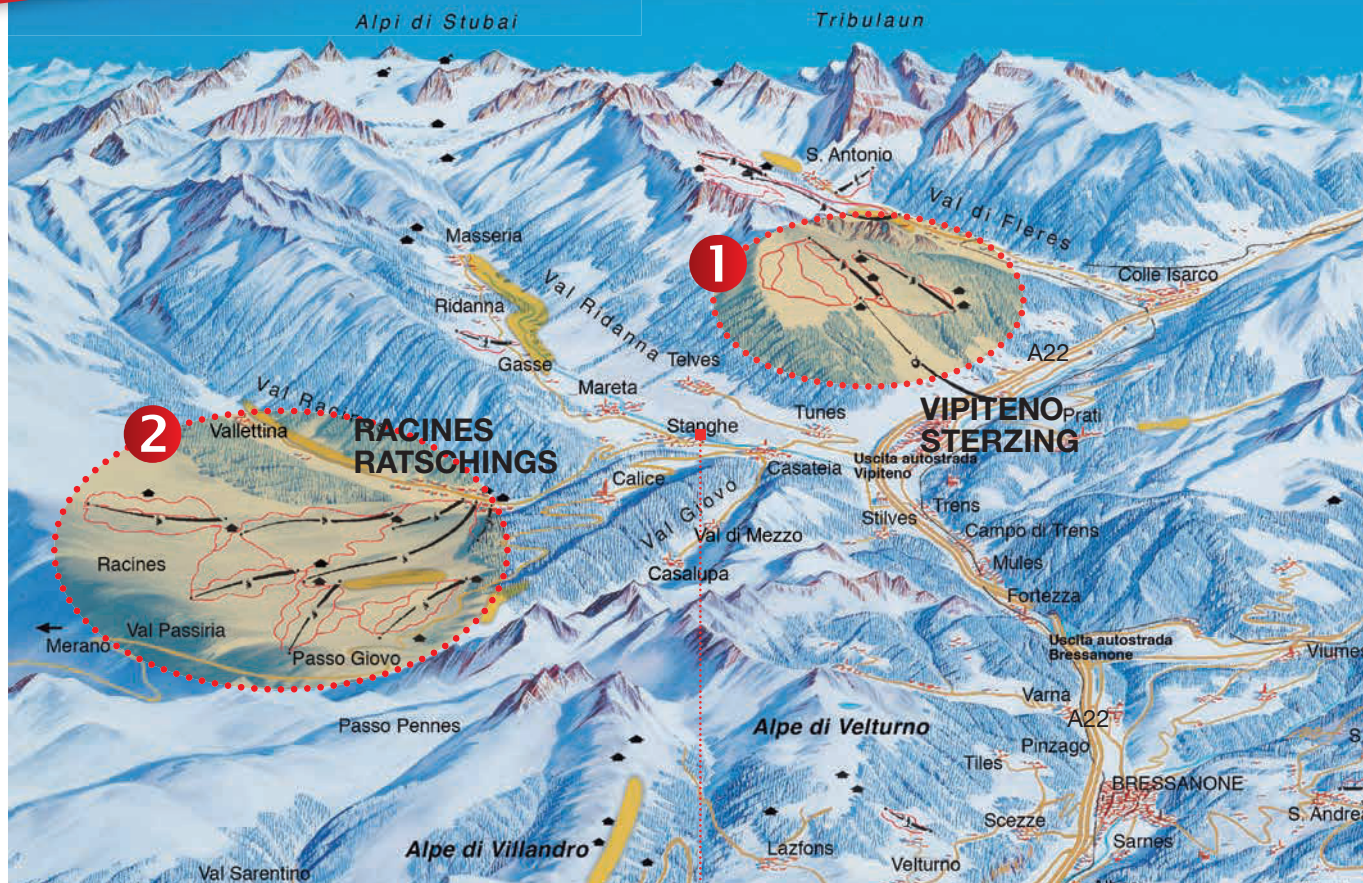 Alpi di Stubai
Tribulaun
S. Antonio
Val di Fleres
Masseria
1
Colle Isarco
Ridanna
Val Ridanna
Gasse
Telves
A22
Mareta
Val
2
Vallettina
RACINES
RATSCHINGS
Stanghe
Tunes
VIPITENO
STERZING
Prati
Uscita autostrada
Vipiteno
Casateia
Calice
Trens
Val Giovo
Stilves
Campo di Trens
Val di Mezzo
Racines
Casalupa
Mules
Fortezza
Val Passiria
Merano
Passo Giovo
Uscita autostrada
Bressanone
Varna
A22
Passo Pennes
Alpe di Velturno
Pinzago
Tiles
BRESSANONE
Scezze
S. Andrea
Sarnes
Alpe di Villandro
Lazfons
Velturno
Val Sarentino